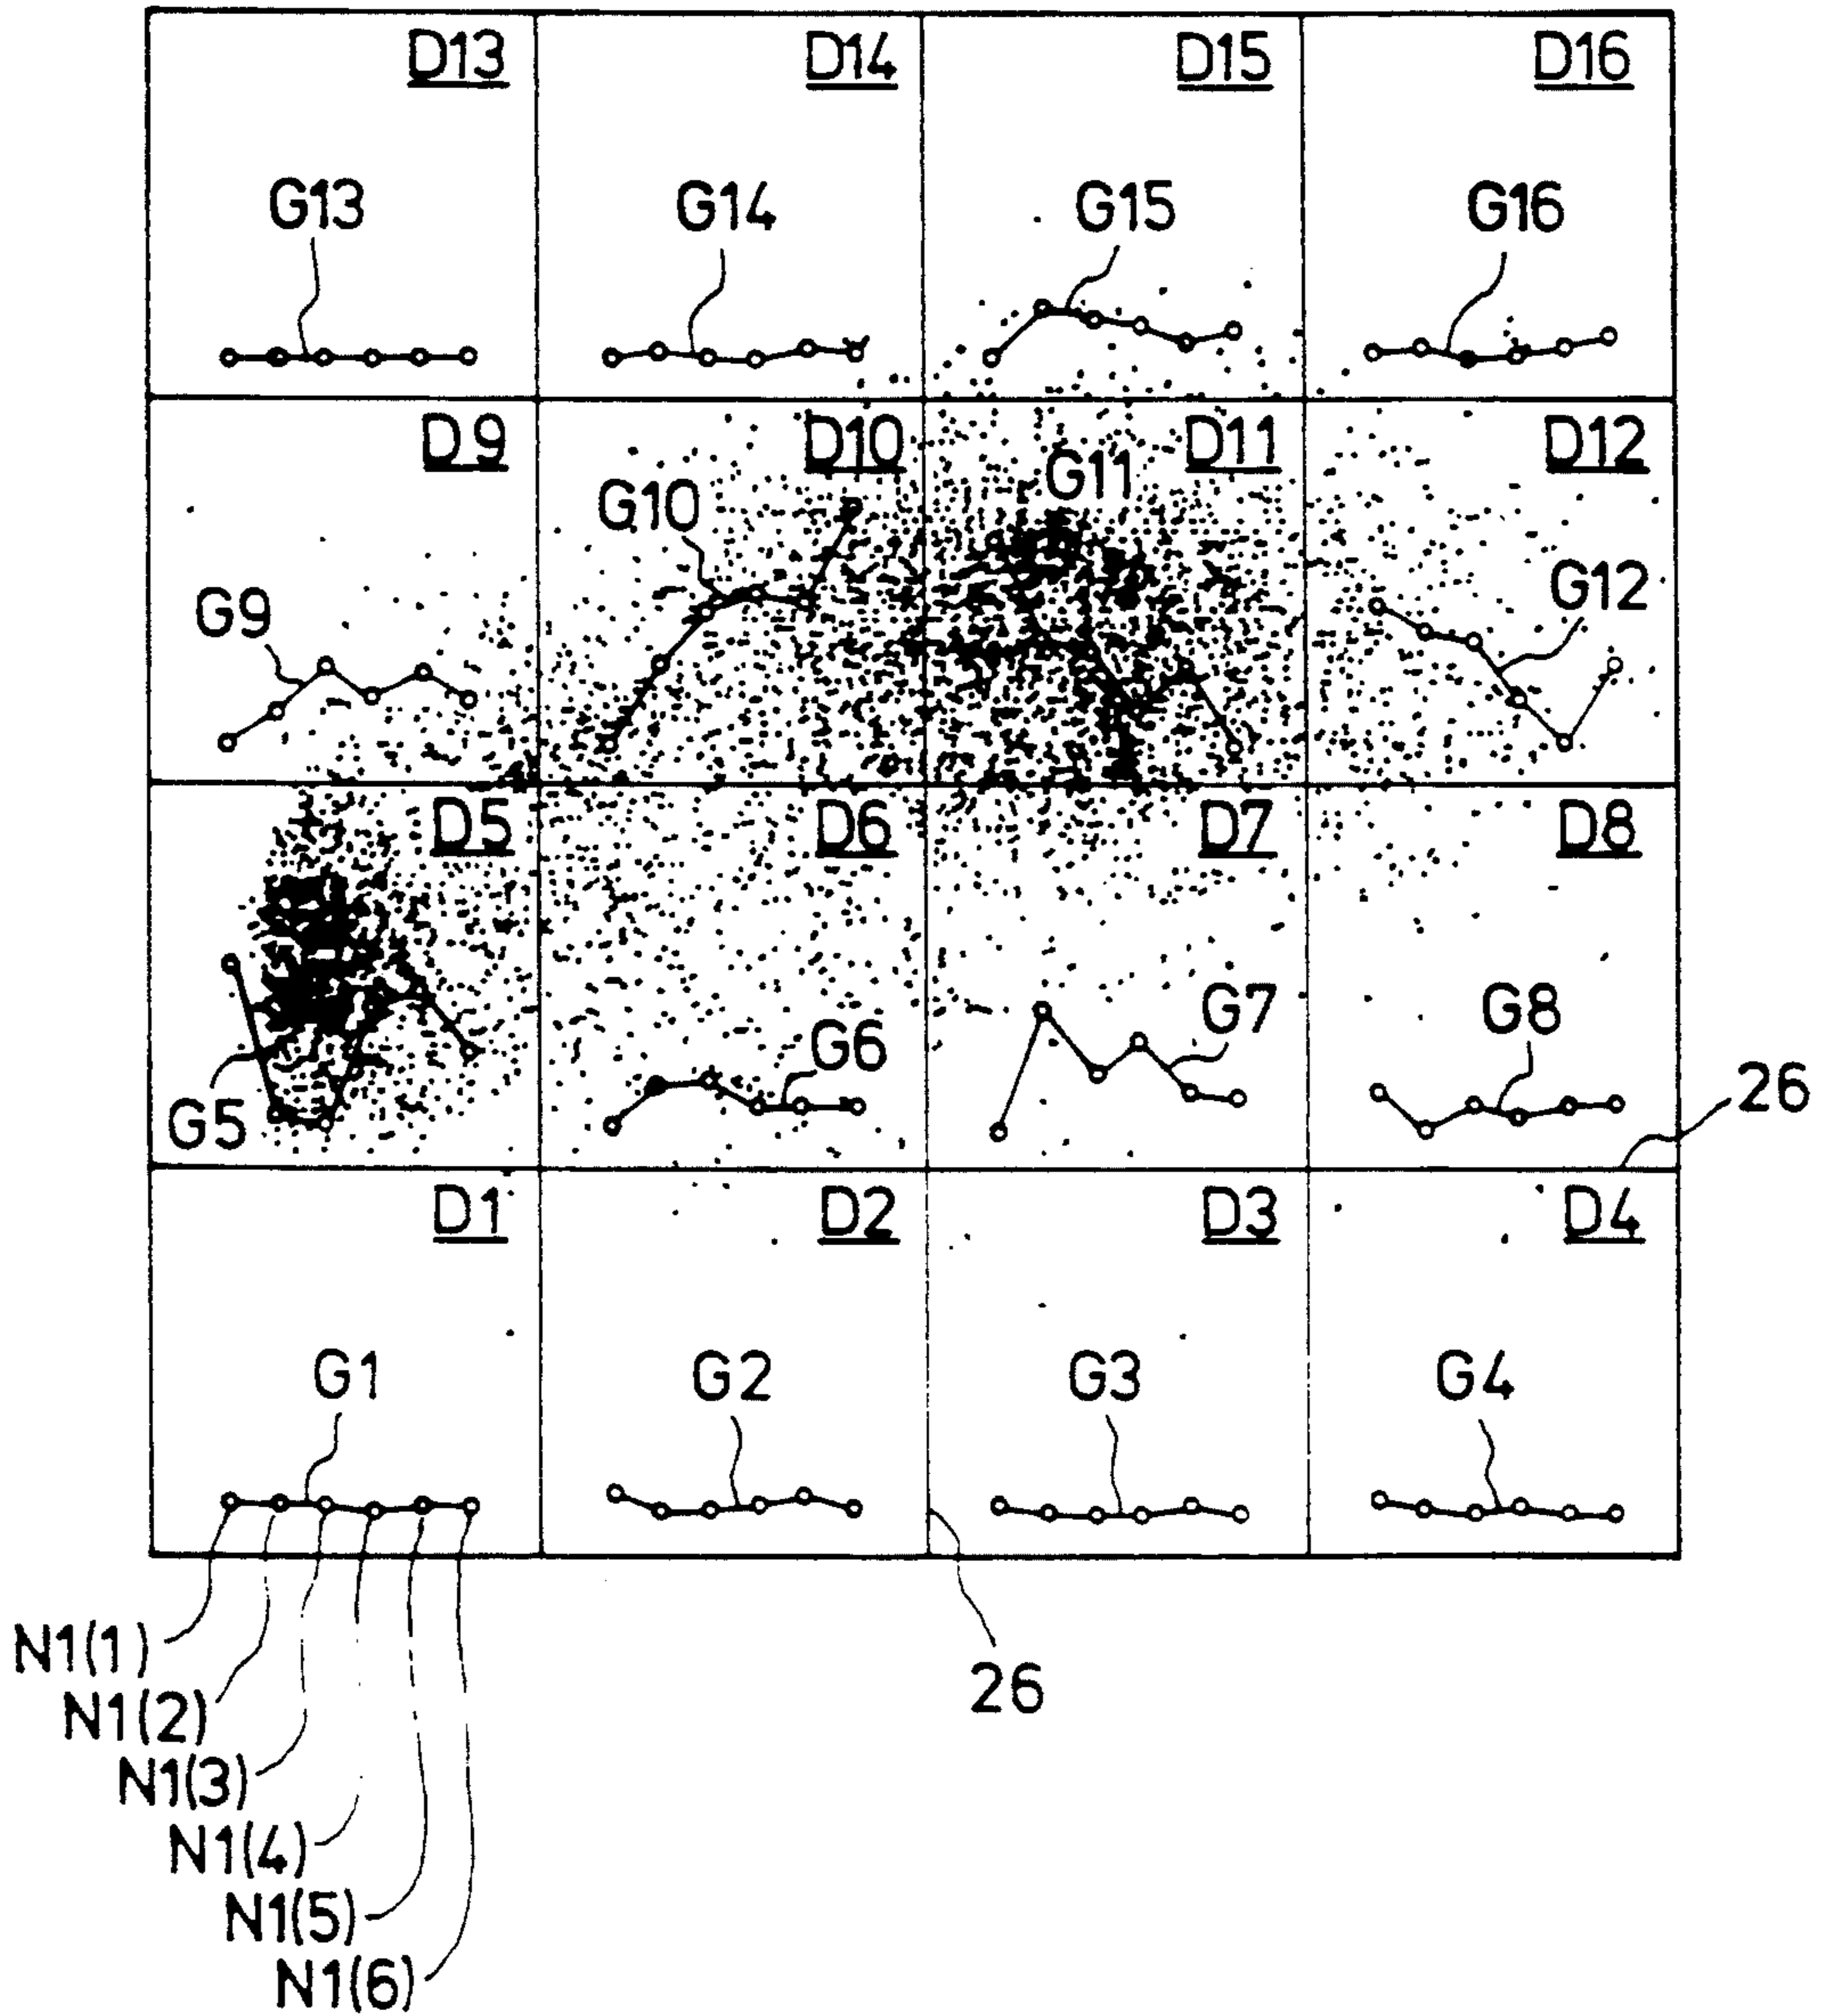 D13 D14 D15 D16
G13 G14 G15 G16
D9 D10 D11 D12
G10 G11
G9 G12
D5 D6 D7 D8
G7 G8
G6
26
G5
D1 D2 D3 D4
G1 G2 G3 G4
N1(1)
26
N1(2)
N1(3)
N1(4)
N1(5)
N1(6)